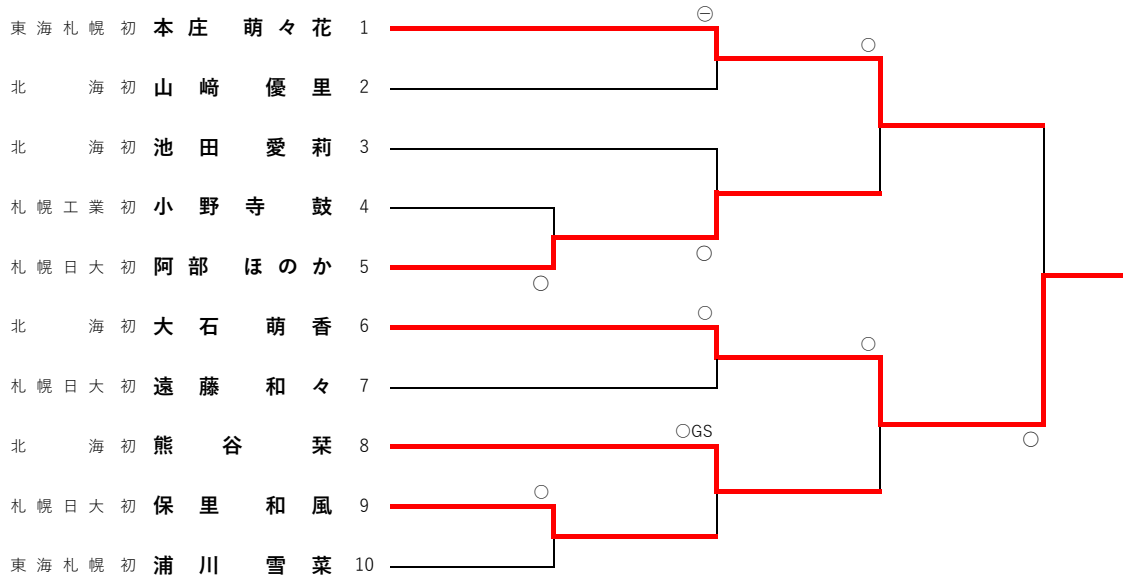 東海札幌 初 本庄 萌々花 1
北海 初 山﨑 優里 2
北海 初 池田 愛莉 3
札幌工業 初 小野寺 鼓 4
札幌日大 初 阿部 ほのか 5
北海 初 大石 萌香 6
札幌日大 初 遠藤 和々 7
○GS
北海 初 熊谷 栞 8
札幌日大 初 保里 和風 9
東海札幌 初 浦川 雪菜 10